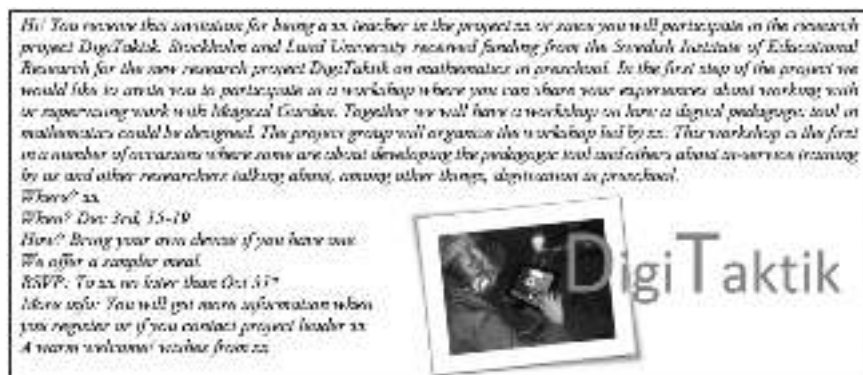 Hi! You receive this invitation for being a xx teacher in the project xx or since you will participate in the research
project DigiTaktik. Stockholm and Lund University received funding from the Swedish Institute of Educational
Research for the new research project DigiTaktik on mathematics in preschool. In the first step of the project we
would like to invite you to participate in a workshop where you can share your experiences about working with
or supervising work with Magical Garden. Together we will have a workshop on how a digital pedagogic tool in
mathematics could be designed. The project group will organise the workshop led by xx. This workshop is the first
in a number of occasions where some are about developing the pedagogic tool and others about in-service training
by us and other researchers talking about, among other things, digitization in preschool.
Where? xx
When? Dec 3rd, 15-19
How? Bring your own device if you have one
We offer a sampler meal.
RSVP: To xx no later than Oct
More info: You will get more information when
you register or if you contact project leader xx
A warm welcome! wishes from xx
DigiTaktik